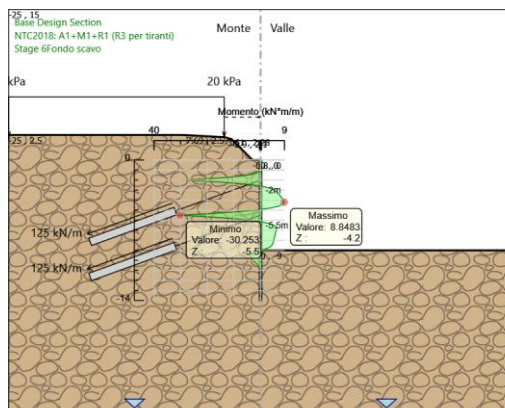 -25 , 15
Base Design Section
NTC2018: A1+M1+R1 (R3 per tiranti)
Stage 6Fondo scavo
Monte
Valle
kPa
20 kPa
Momento (kN*m/m)
40
9
-25 , 2.5
0
-2m
125 kN/m
-5.5m
Massimo
Valore: 8.8483
Z : -4.2
Minimo
Valore: -30.253
Z : -5.5
125 kN/m
-14